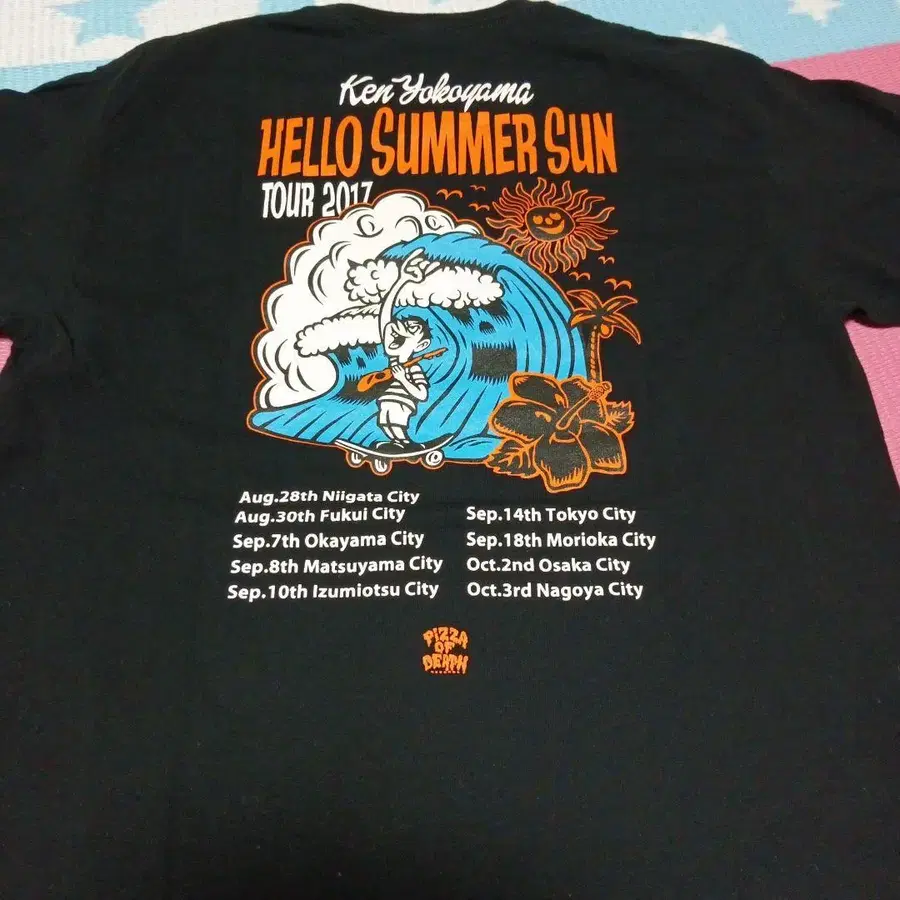 Ken Yokoyama
HELLO SUMMER SUN
TOUR 2017
Aug.28th Niigata City
Aug.30th Fukui City
Sep.7th Okayama City
Sep.8th Matsuyama City
Sep.10th Izumiotsu City
Sep.14th Tokyo City
Sep.18th Morioka City
Oct.2nd Osaka City
Oct.3rd Nagoya City
PIZZA
OF
DEATH